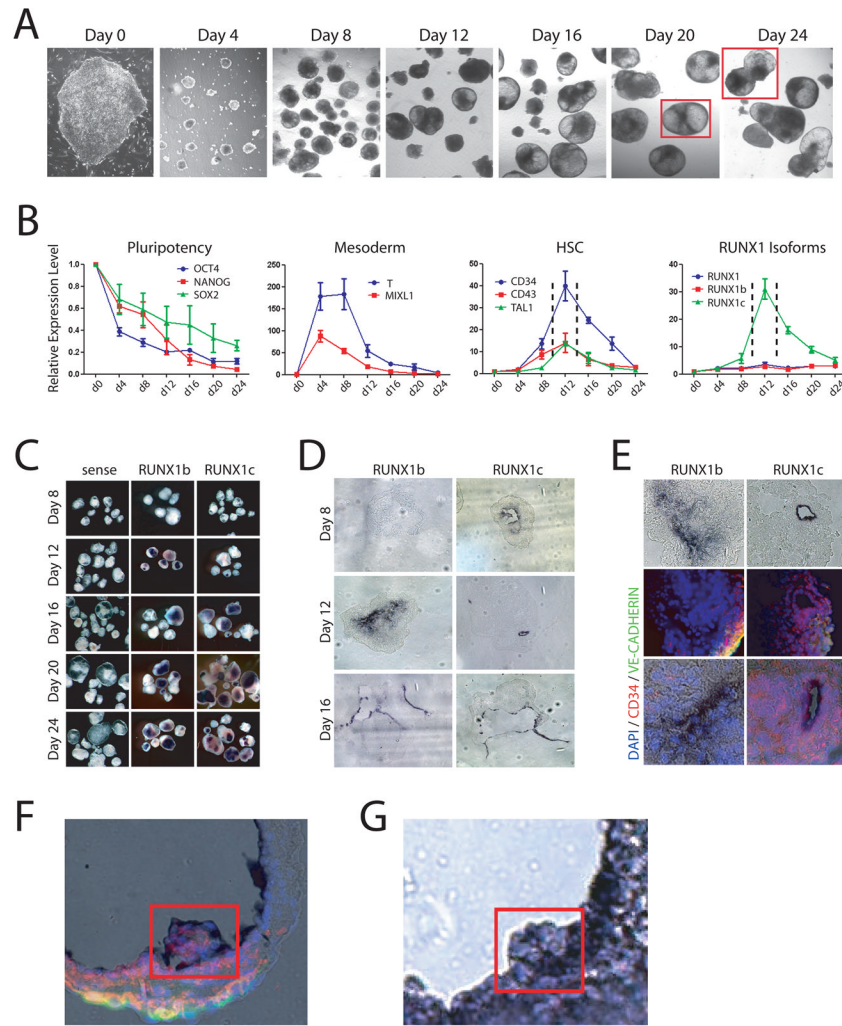 A
Day 0 Day 4 Day 8 Day 12 Day 16 Day 20 Day 24
B
Relative Expression Level
Pluripotency
OCT4
NANOG
SOX2
1.0
0.8
0.6
0.4
0.2
0.0
d0 d4 d8 d12 d16 d20 d24
Mesoderm
T
MIXL1
250
200
150
100
50
0
d0 d4 d8 d12 d16 d20 d24
HSC
CD34
CD43
TAL1
50
40
30
20
10
0
d0 d4 d8 d12 d16 d20 d24
RUNX1 Isoforms
RUNX1
RUNX1b
RUNX1c
40
30
20
10
0
d0 d4 d8 d12 d16 d20 d24
C
sense RUNX1b RUNX1c
Day 8
Day 12
Day 16
Day 20
Day 24
D
RUNX1b RUNX1c
Day 8
Day 12
Day 16
E
RUNX1b RUNX1c
DAPI / CD34 / VE-CADHERIN
F
G